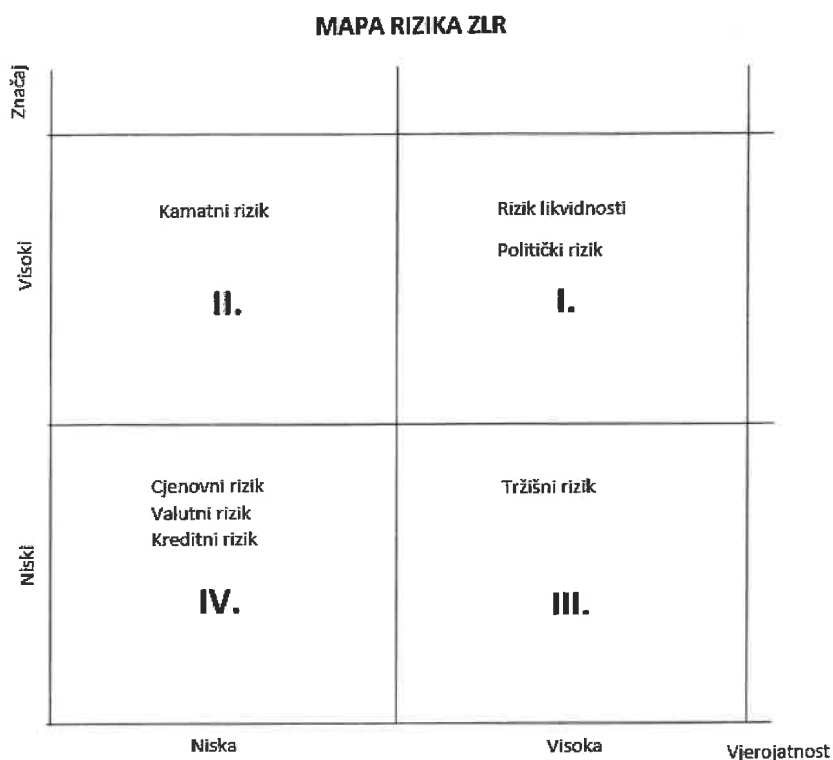 MAPA RIZIKA ZLR
Značaj
Visoki
Kamatni rizik
II.
Rizik likvidnosti
Politički rizik
I.
Niski
Cjenovni rizik
Valutni rizik
Kreditni rizik
IV.
Tržišni rizik
III.
Niska
Visoka
Vjerojatnost